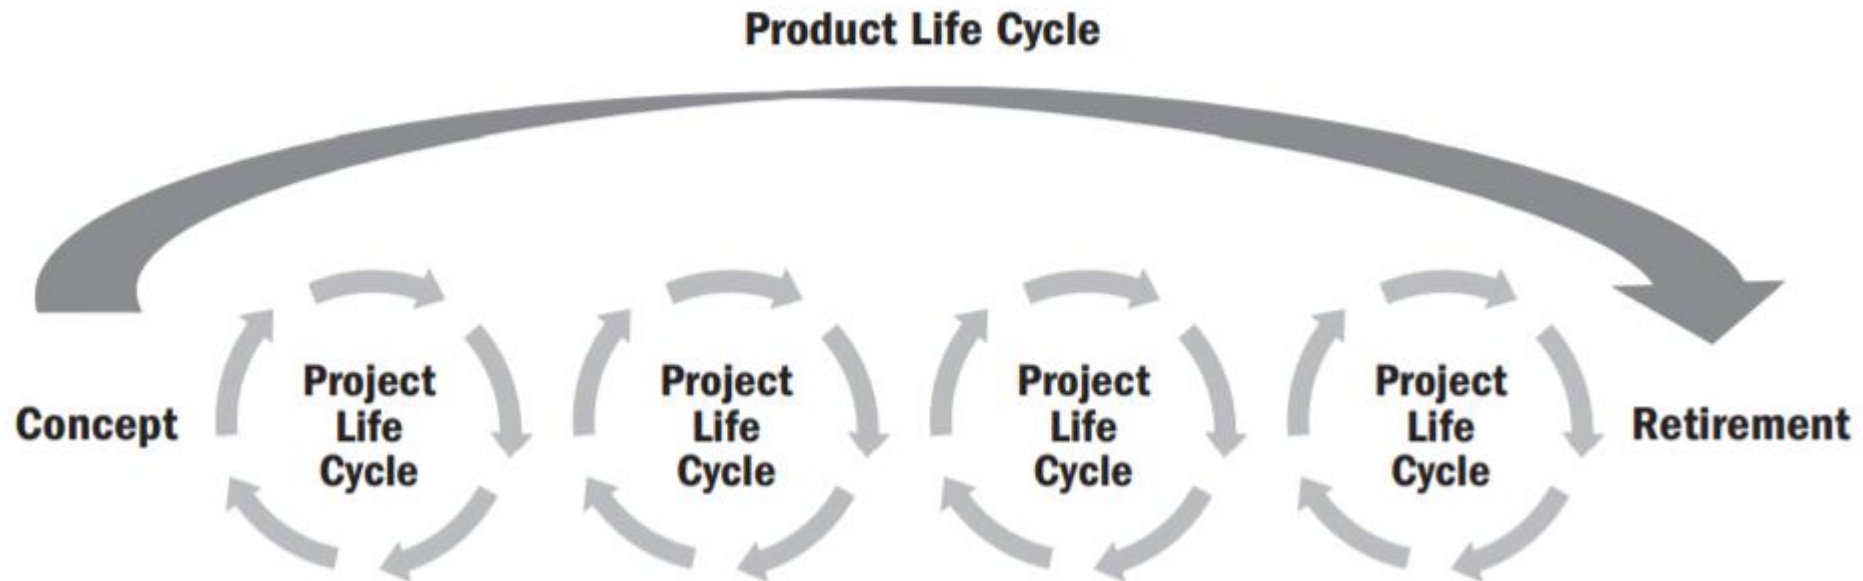 Product Life Cycle
Concept
Project
Life
Cycle
Project
Life
Cycle
Project
Life
Cycle
Project
Life
Cycle
Retirement